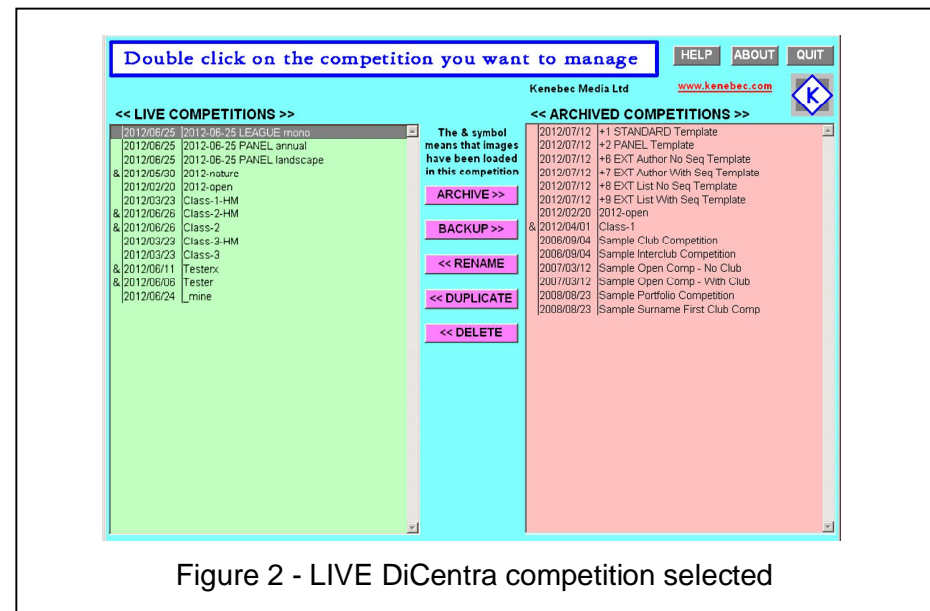 Double click on the competition you want to manage
HELP ABOUT QUIT
Kenebec Media Ltd www.kenebec.com
K
<< LIVE COMPETITIONS >>
2012/06/25 2012-06-25 LEAGUE mono
2012/06/25 2012-06-25 PANEL annual
2012/06/25 2012-06-25 PANEL landscape
& 2012/05/30 2012-nature
2012/02/20 2012-open
2012/03/23 Class-1-HM
& 2012/06/26 Class-2-HM
& 2012/06/26 Class-2
2012/03/23 Class-3-HM
2012/03/23 Class-3
& 2012/06/11 Testerx
& 2012/06/06 Tester
2012/06/24 _mine
The & symbol
means that images
have been loaded
in this competition
ARCHIVE >>
BACKUP >>
<< RENAME
<< DUPLICATE
<< DELETE
<< ARCHIVED COMPETITIONS >>
2012/07/12 +1 STANDARD Template
2012/07/12 +2 PANEL Template
2012/07/12 +6 EXT Author No Seq Template
2012/07/12 +7 EXT Author With Seq Template
2012/07/12 +8 EXT List No Seq Template
2012/07/12 +9 EXT List With Seq Template
2012/02/20 2012-open
& 2012/04/01 Class-1
2006/09/04 Sample Club Competition
2006/09/04 Sample Interclub Competition
2007/03/12 Sample Open Comp - No Club
2007/03/12 Sample Open Comp - With Club
2008/08/23 Sample Portfolio Competition
2008/08/23 Sample Surname First Club Comp
Figure 2 - LIVE DiCentra competition selected